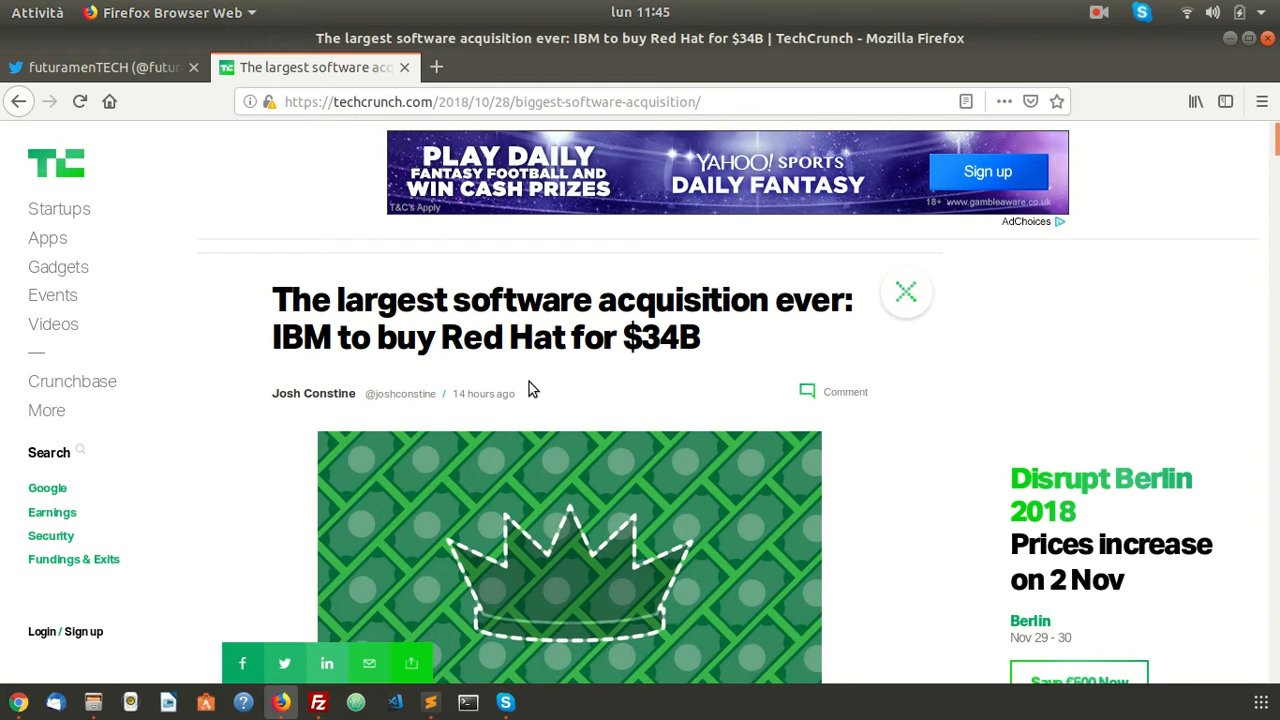 Attività
Firefox Browser Web
lun 11:45
The largest software acquisition ever: IBM to buy Red Hat for $34B | TechCrunch - Mozilla Firefox
futuramenTECH (@futur
The largest software acq
https://techcrunch.com/2018/10/28/biggest-software-acquisition/
TC
Startups
Apps
Gadgets
Events
Videos
—
Crunchbase
More
Search
Google
Earnings
Security
Fundings & Exits
Login / Sign up
PLAY DAILY
FANTASY FOOTBALL AND
WIN CASH PRIZES
T&C's Apply
YAHOO! SPORTS
DAILY FANTASY
Sign up
18+ www.gambleaware.co.uk
AdChoices
The largest software acquisition ever:
IBM to buy Red Hat for $34B
Josh Constine @joshconstine / 14 hours ago
Comment
Disrupt Berlin
2018
Prices increase
on 2 Nov
Berlin
Nov 29 - 30
Save €500 Now